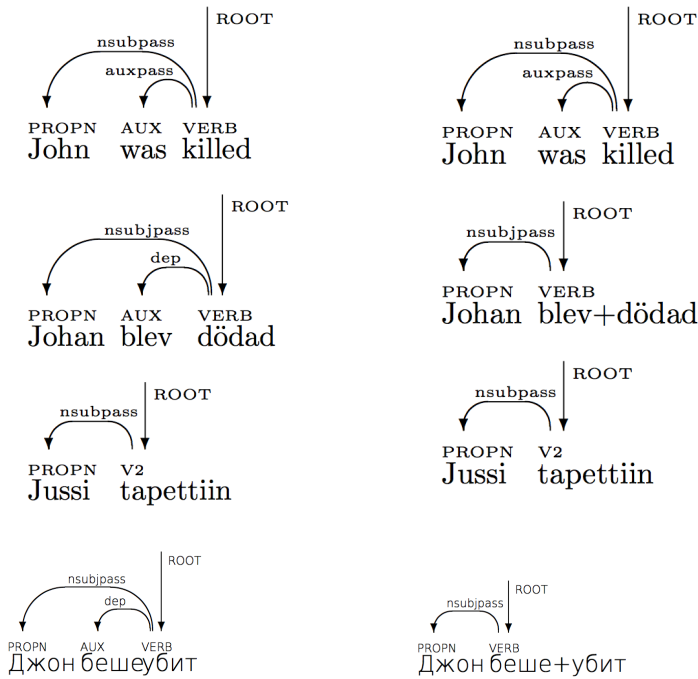 ROOT
nsubpass
auxpass
PROPN AUX VERB
John was killed
ROOT
nsubpass
auxpass
PROPN AUX VERB
John was killed
ROOT
nsubjpass
dep
PROPN AUX VERB
Johan blev dödad
ROOT
nsubjpass
PROPN VERB
Johan blev+dödad
ROOT
nsubpass
PROPN V2
Jussi tapettiin
ROOT
nsubpass
PROPN V2
Jussi tapettiin
ROOT
nsubjpass
dep
PROPN AUX VERB
Джон беше убит
ROOT
nsubjpass
PROPN VERB
Джон беше+убит